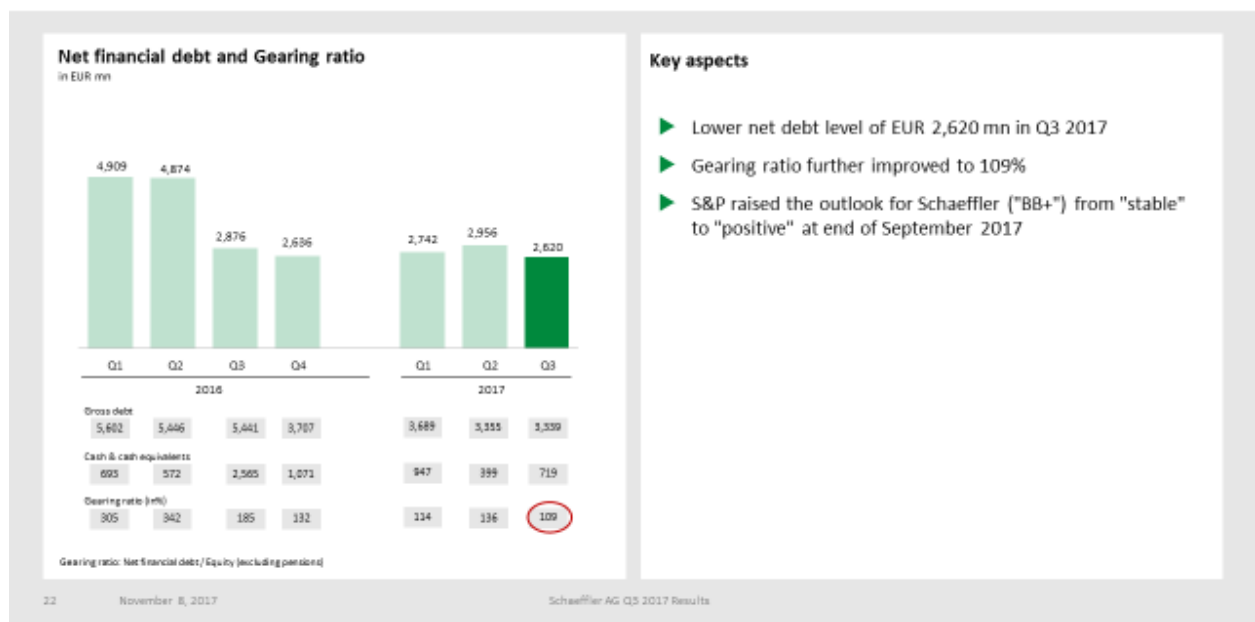 Net financial debt and Gearing ratio
in EUR mn
4,909 4,874 2,876 2,636 2,742 2,956 2,620
Q1 Q2 Q3 Q4 Q1 Q2 Q3
2016 2017
Gross debt
5,602 5,446 5,441 3,707 3,689 3,355 3,339
Cash & cash equivalents
693 572 2,565 1,071 947 399 719
Gearing ratio (in%)
305 342 185 132 114 136 109
Gearing ratio: Net financial debt / Equity (excluding pensions)
Key aspects
Lower net debt level of EUR 2,620 mn in Q3 2017
Gearing ratio further improved to 109%
S&P raised the outlook for Schaeffler ("BB+") from "stable"
to "positive" at end of September 2017
22 November 8, 2017 Schaeffler AG Q3 2017 Results